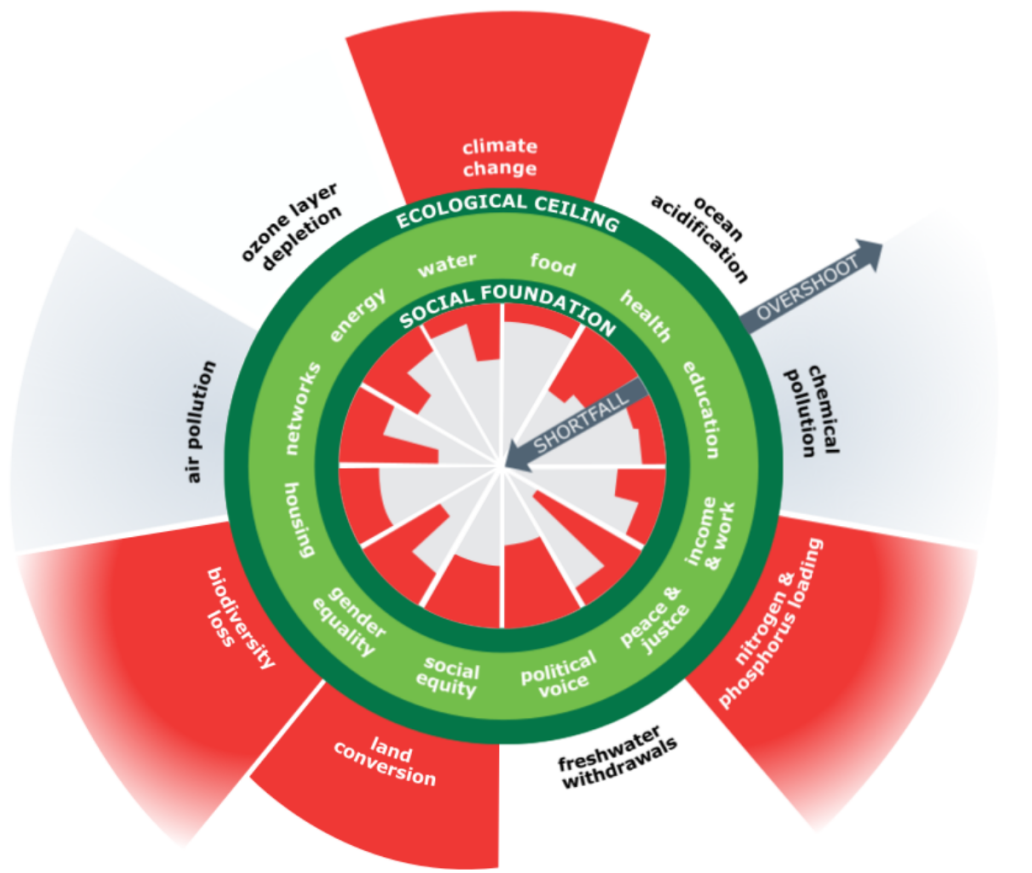 climate
change
ozone layer
depletion
ocean
acidification
ECOLOGICAL CEILING
water
food
energy
SOCIAL FOUNDATION
health
OVERSHOOT
networks
education
air pollution
SHORTFALL
chemical
pollution
housing
income
& work
biodiversity
loss
gender
equality
peace &
justce
nitrogen &
phosphorus loading
social
equity
political
voice
land
conversion
freshwater
withdrawals